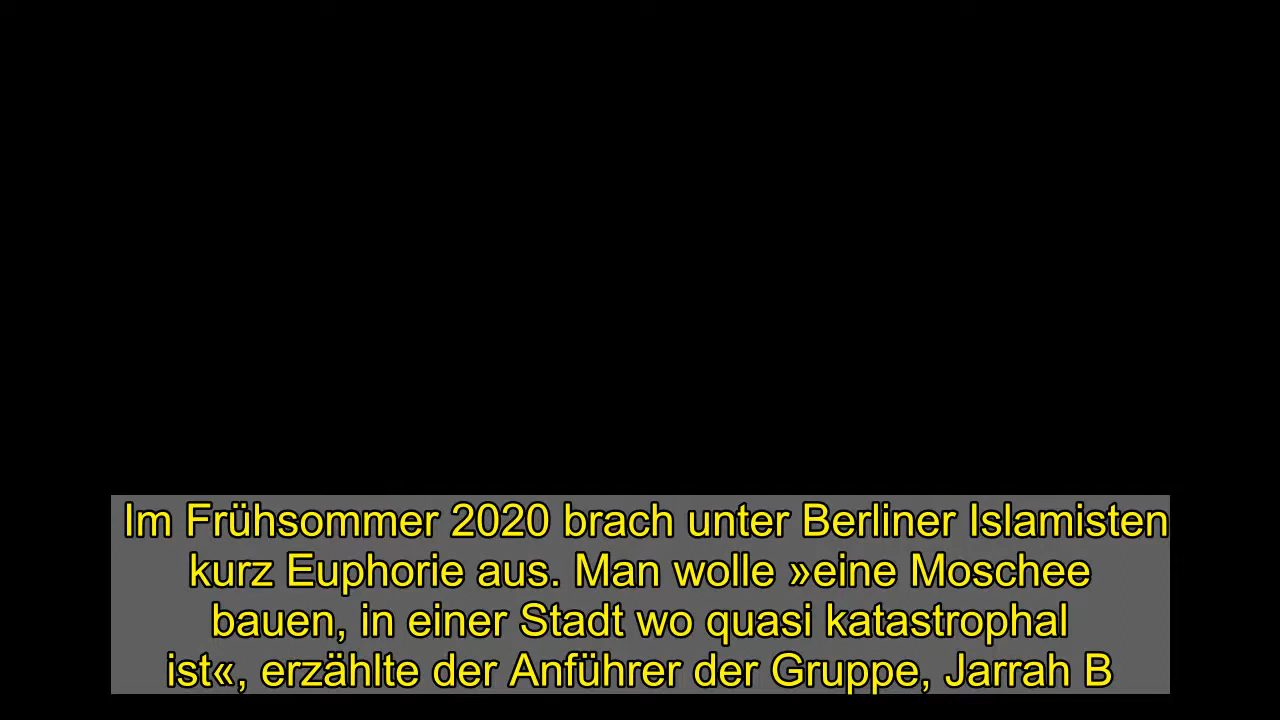 Im Frühsommer 2020 brach unter Berliner Islamisten
kurz Euphorie aus. Man wolle »eine Moschee
bauen, in einer Stadt wo quasi katastrophal
ist«, erzählte der Anführer der Gruppe, Jarrah B